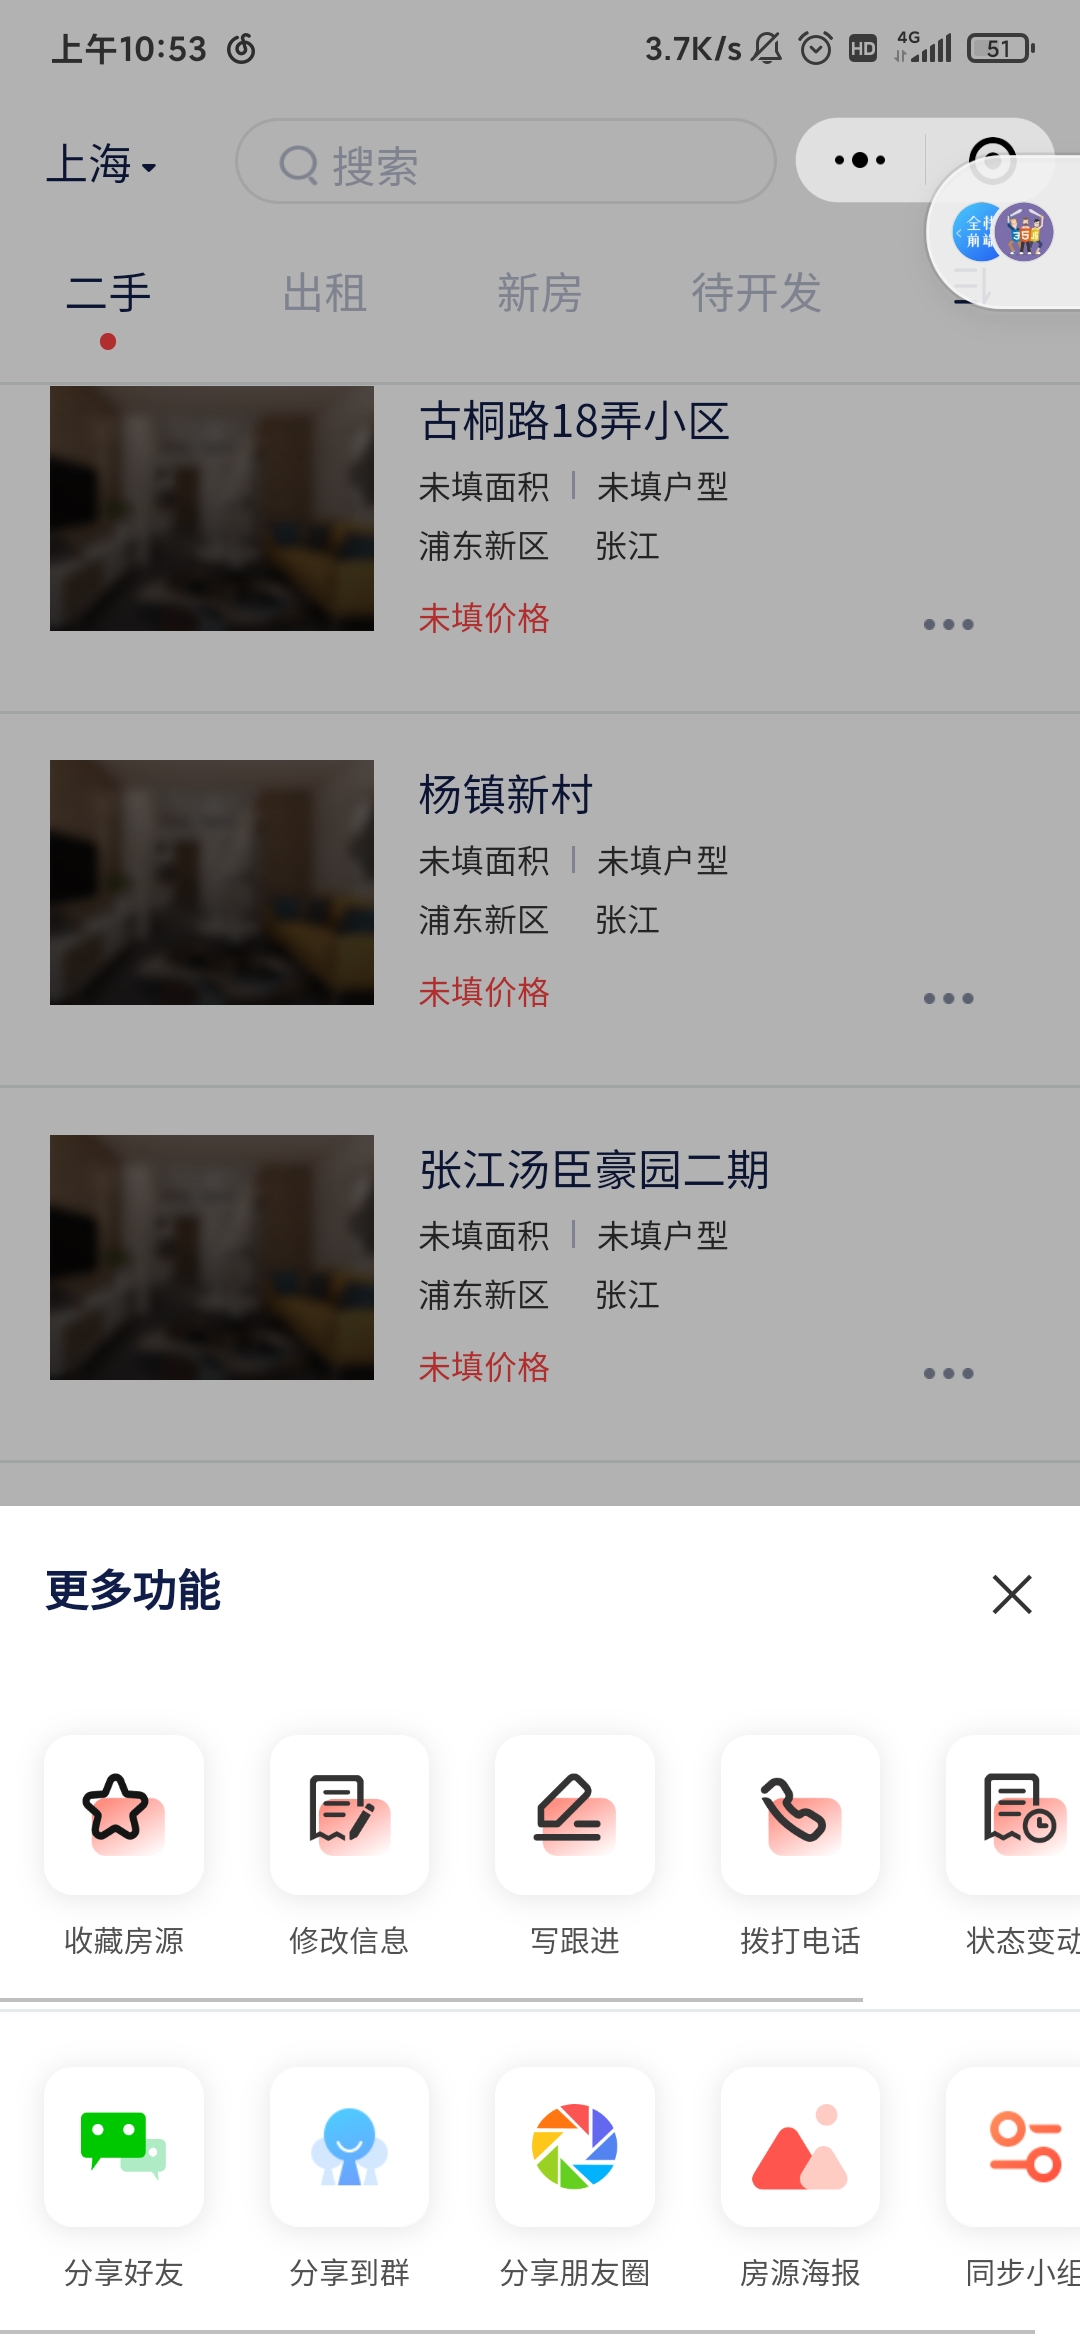 上午10:53
3.7K/s
HD
4G
51
上海
搜索
二手
出租
新房
待开发
古桐路18弄小区
未填面积 | 未填户型
浦东新区 张江
未填价格
杨镇新村
未填面积 | 未填户型
浦东新区 张江
未填价格
张江汤臣豪园二期
未填面积 | 未填户型
浦东新区 张江
未填价格
更多功能
收藏房源
修改信息
写跟进
拨打电话
状态变动
分享好友
分享到群
分享朋友圈
房源海报
同步小组